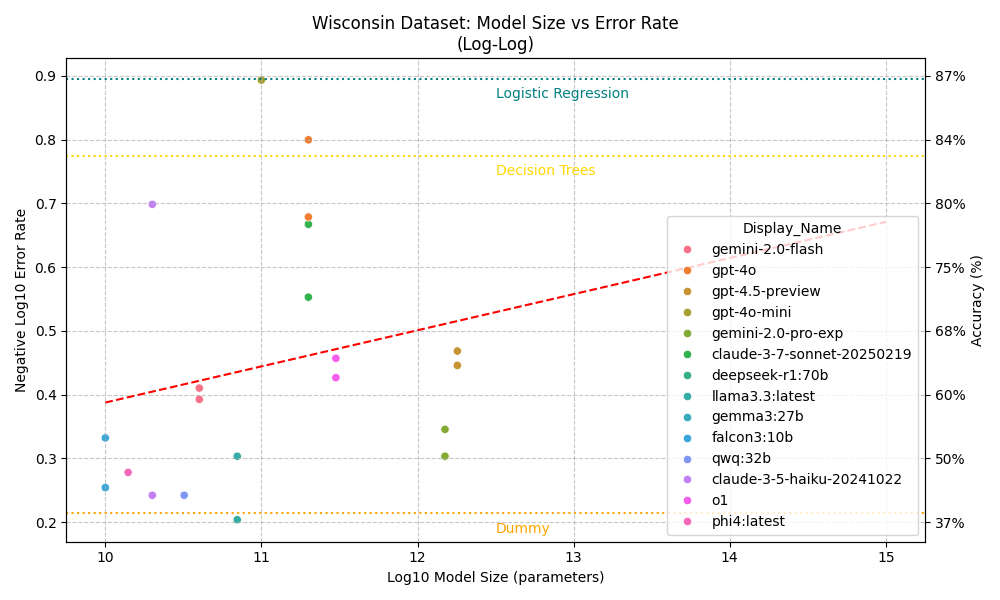 Wisconsin Dataset: Model Size vs Error Rate
(Log-Log)
Negative Log10 Error Rate
0.9
0.8
0.7
0.6
0.5
0.4
0.3
0.2
Logistic Regression
Decision Trees
Dummy
Display_Name
gemini-2.0-flash
gpt-4o
gpt-4.5-preview
gpt-4o-mini
gemini-2.0-pro-exp
claude-3-7-sonnet-20250219
deepseek-r1:70b
llama3.3:latest
gemma3:27b
falcon3:10b
qwq:32b
claude-3-5-haiku-20241022
o1
phi4:latest
87%
84%
80%
75%
68%
60%
50%
37%
Accuracy (%)
10
11
12
13
14
15
Log10 Model Size (parameters)